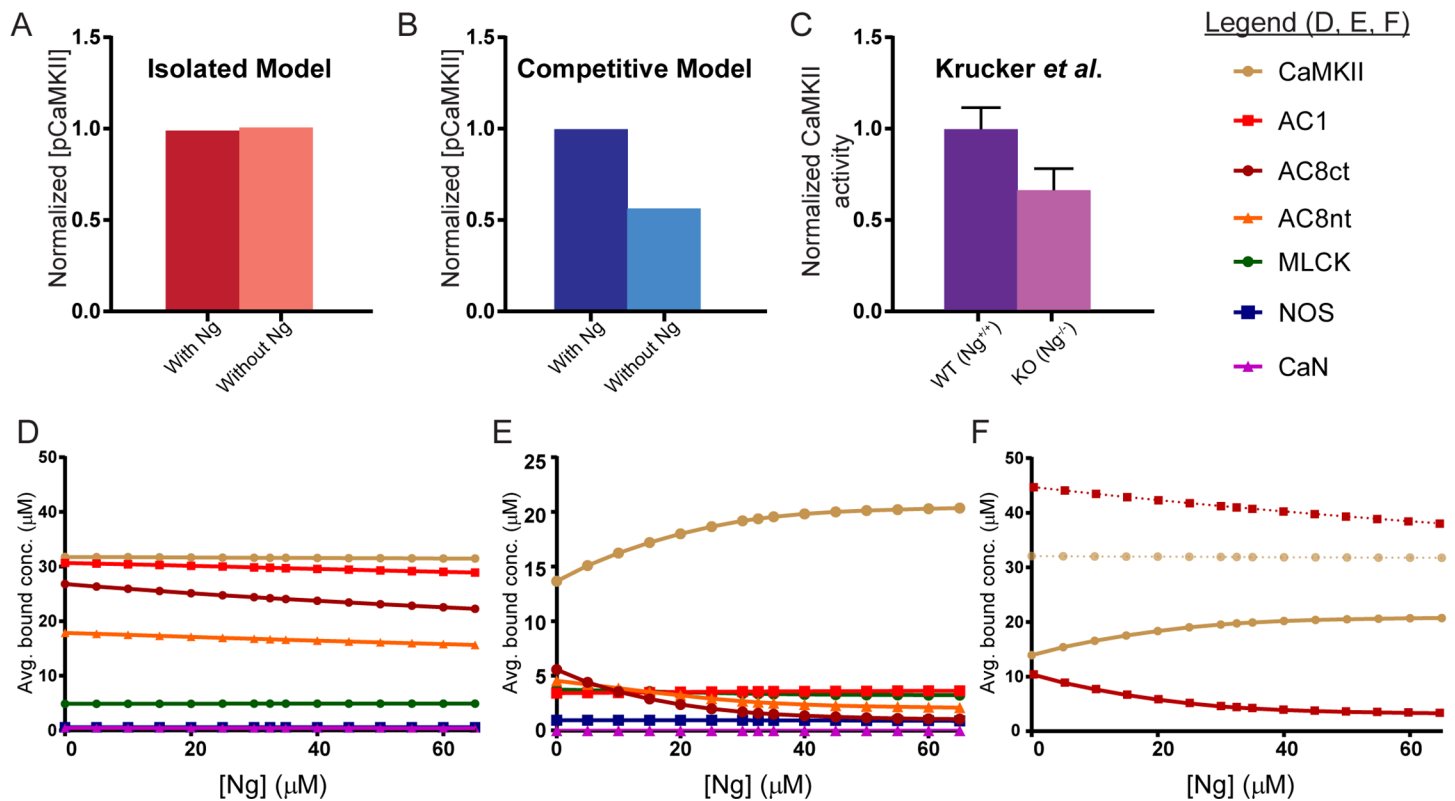 A
Normalized [pCaMKII]
1.5
1.0
0.5
0.0
Isolated Model
With Ng
Without Ng
B
Normalized [pCaMKII]
1.5
1.0
0.5
0.0
Competitive Model
With Ng
Without Ng
C
Normalized CaMKII
activity
1.5
1.0
0.5
0.0
Krucker et al.
WT (Ng+/+)
KO (Ng-/-)
Legend (D, E, F)
CaMKII
AC1
AC8ct
AC8nt
MLCK
NOS
CaN
D
Avg. bound conc. (μM)
50
40
30
20
10
0
0 20 40 60
[Ng] (μM)
E
Avg. bound conc. (μM)
25
20
15
10
5
0
0 20 40 60
[Ng] (μM)
F
Avg. bound conc. (μM)
50
40
30
20
10
0
0 20 40 60
[Ng] (μM)